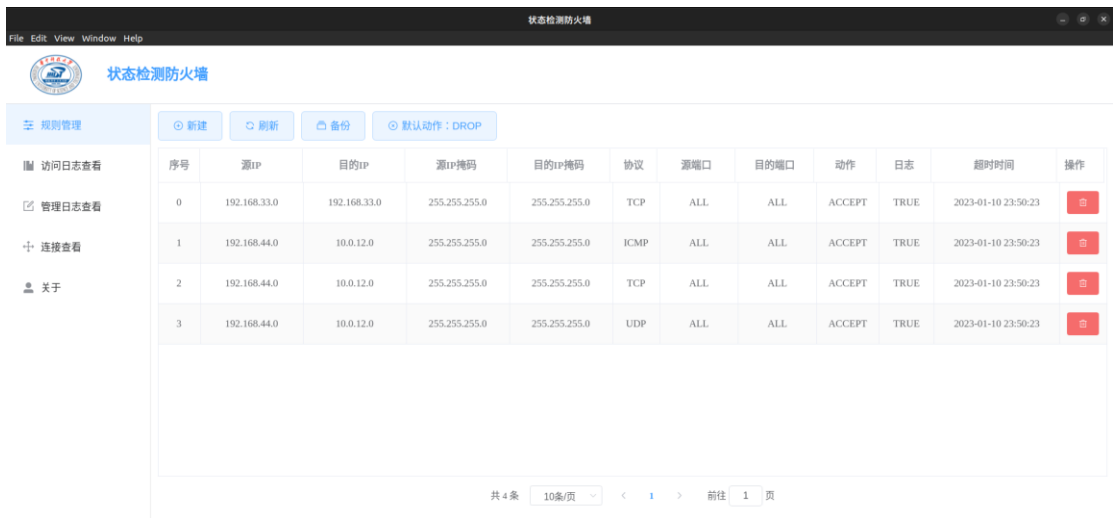 状态检测防火墙
File Edit View Window Help
状态检测防火墙
规则管理
访问日志查看
管理日志查看
连接查看
关于
新建 刷新 备份 默认动作：DROP
序号 源IP 目的IP 源IP掩码 目的IP掩码 协议 源端口 目的端口 动作 日志 超时时间 操作
0 192.168.33.0 192.168.33.0 255.255.255.0 255.255.255.0 TCP ALL ALL ACCEPT TRUE 2023-01-10 23:50:23
1 192.168.44.0 10.0.12.0 255.255.255.0 255.255.255.0 ICMP ALL ALL ACCEPT TRUE 2023-01-10 23:50:23
2 192.168.44.0 10.0.12.0 255.255.255.0 255.255.255.0 TCP ALL ALL ACCEPT TRUE 2023-01-10 23:50:23
3 192.168.44.0 10.0.12.0 255.255.255.0 255.255.255.0 UDP ALL ALL ACCEPT TRUE 2023-01-10 23:50:23
共 4 条 10条/页 1 前往 1 页